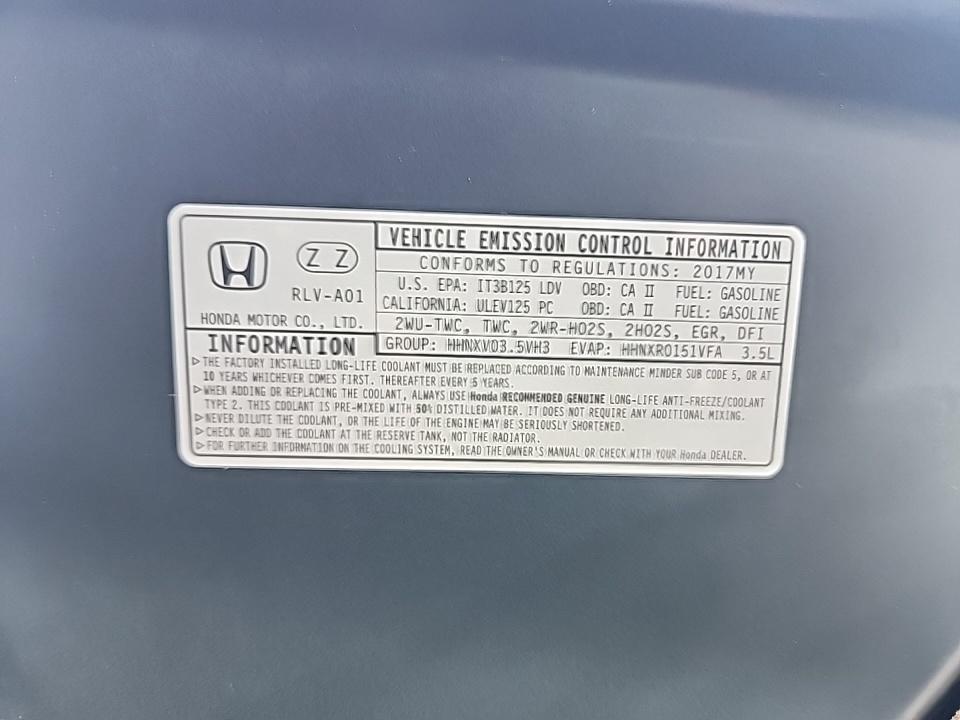 Z Z
RLV-A01
HONDA MOTOR CO., LTD.
VEHICLE EMISSION CONTROL INFORMATION
CONFORMS TO REGULATIONS: 2017MY
U.S. EPA: IT3B125 LDV OBD: CA II FUEL: GASOLINE
CALIFORNIA: ULEV125 PC OBD: CA II FUEL: GASOLINE
2WU-TWC, TWC, 2WR-HO2S, 2HO2S, EGR, DFI
GROUP: HHNXV03.5VH3 EVAP: HHNXR0151VFA 3.5L
INFORMATION
▷THE FACTORY INSTALLED LONG-LIFE COOLANT MUST BE REPLACED ACCORDING TO MAINTENANCE MINDER SUB CODE 5, OR AT
10 YEARS WHICHEVER COMES FIRST. THEREAFTER EVERY 5 YEARS.
▷WHEN ADDING OR REPLACING THE COOLANT, ALWAYS USE Honda RECOMMENDED GENUINE LONG-LIFE ANTI-FREEZE/COOLANT
TYPE 2. THIS COOLANT IS PRE-MIXED WITH 50% DISTILLED WATER. IT DOES NOT REQUIRE ANY ADDITIONAL MIXING.
▷NEVER DILUTE THE COOLANT, OR THE LIFE OF THE ENGINE MAY BE SERIOUSLY SHORTENED.
▷CHECK OR ADD THE COOLANT AT THE RESERVE TANK, NOT THE RADIATOR.
▷FOR FURTHER INFORMATION ON THE COOLING SYSTEM, READ THE OWNER'S MANUAL OR CHECK WITH YOUR Honda DEALER.